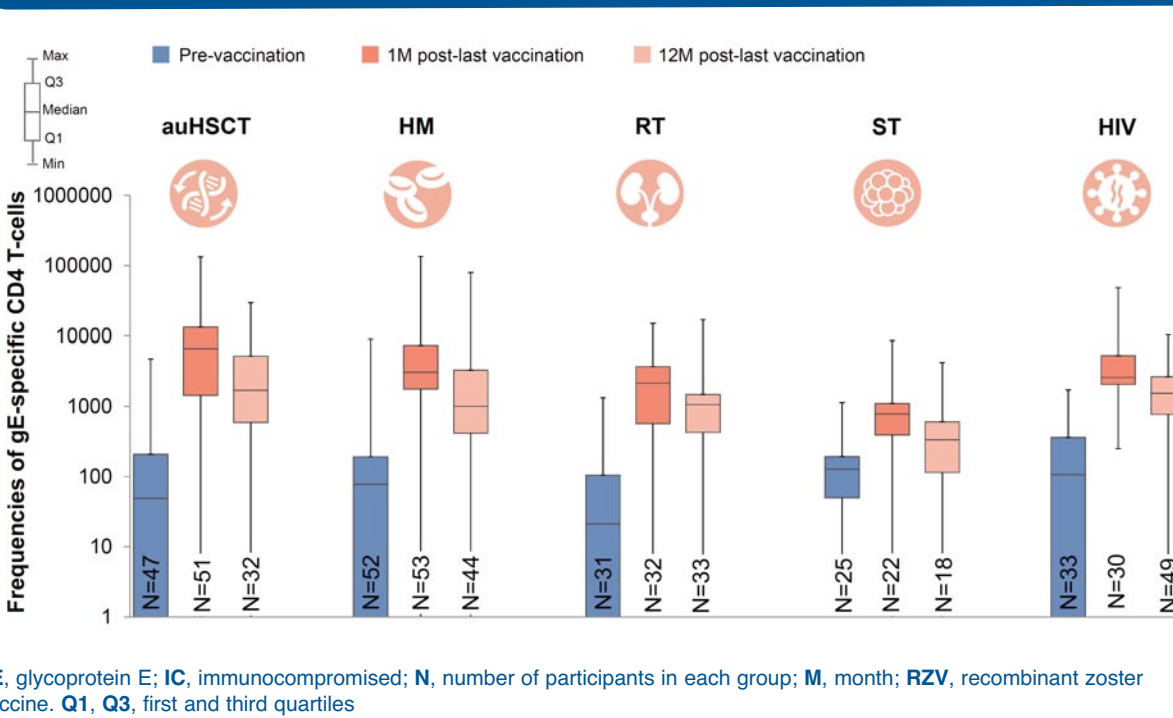 Max
Q3
Median
Q1
Min
Pre-vaccination 1M post-last vaccination 12M post-last vaccination
auHSCT HM RT ST HIV
Frequencies of gE-specific CD4 T-cells
1000000
100000
10000
1000
100
10
1
N=47 N=51 N=32 N=52 N=53 N=44 N=31 N=32 N=33 N=25 N=22 N=18 N=33 N=30 N=49
E, glycoprotein E; IC, immunocompromised; N, number of participants in each group; M, month; RZV, recombinant zoster
ccine. Q1, Q3, first and third quartiles